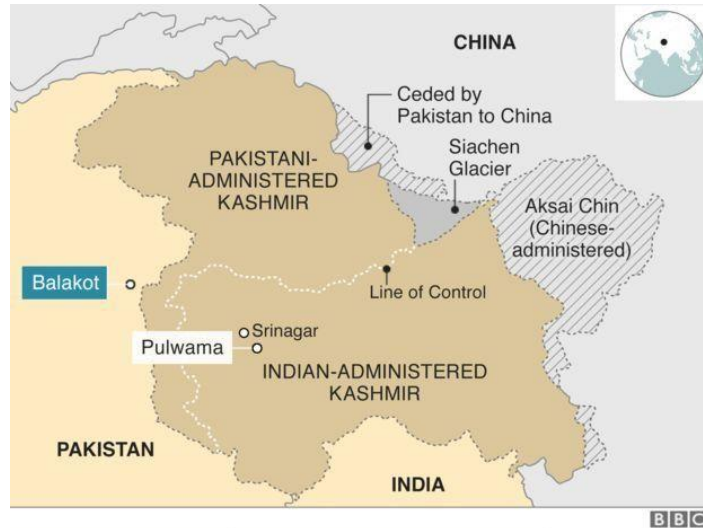 CHINA
Ceded by
Pakistan to China
Siachen
Glacier
PAKISTANI-
ADMINISTERED
KASHMIR
Aksai Chin
(Chinese-
administered)
Balakot
Line of Control
Srinagar
Pulwama
INDIAN-ADMINISTERED
KASHMIR
PAKISTAN
INDIA
BBC